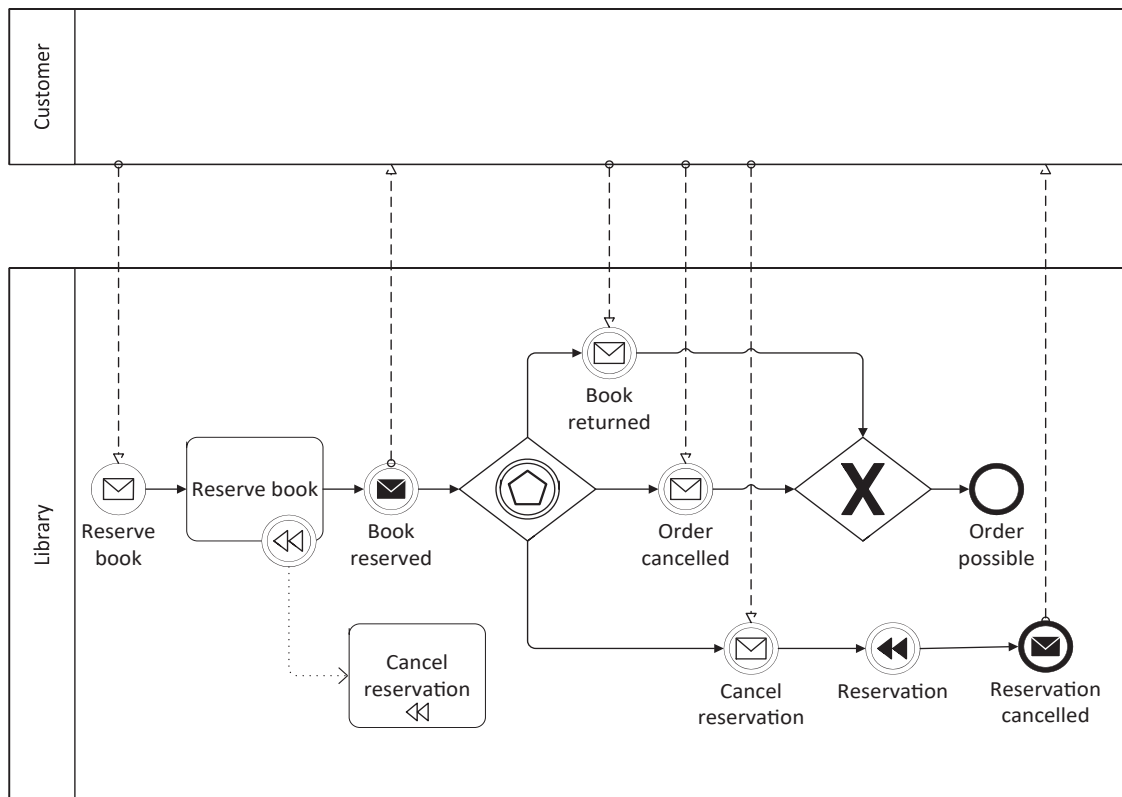 Customer
Library
Book
returned
Reserve book
Reserve
book
Book
reserved
Order
cancelled
X
Order
possible
Cancel
reservation
Cancel
reservation
Reservation
Reservation
cancelled